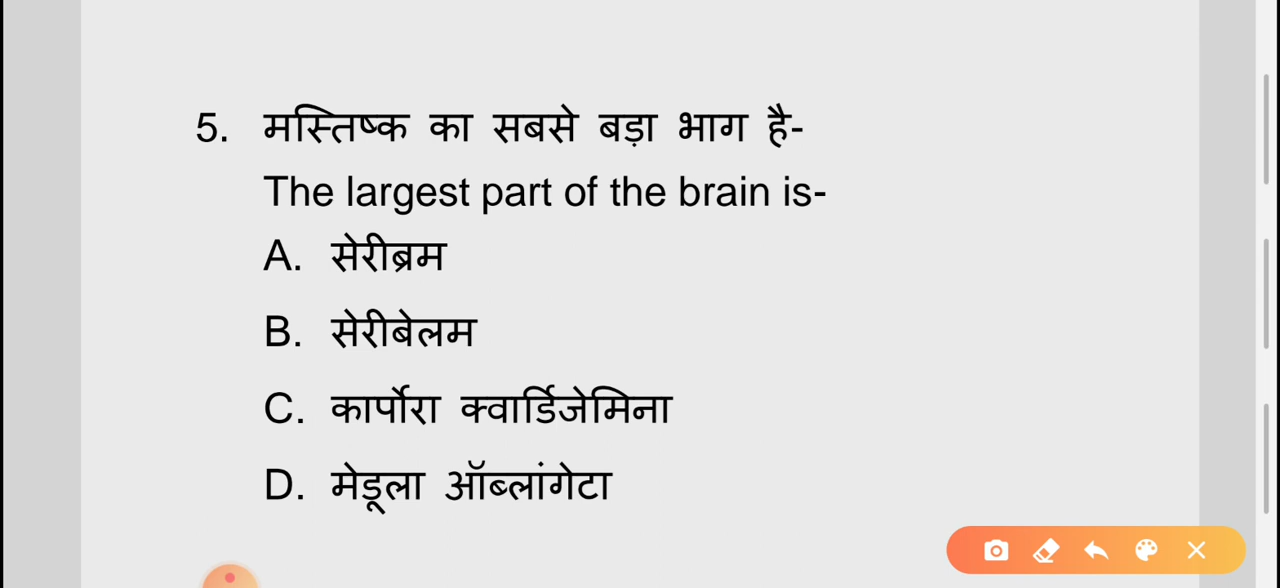 5. मस्तिष्क का सबसे बड़ा भाग है-
The largest part of the brain is-
A. सेरीब्रम
B. सेरीबेलम
C. कार्पोरा क्वार्डिजेमिना
D. मेडूला ऑब्लांगेटा